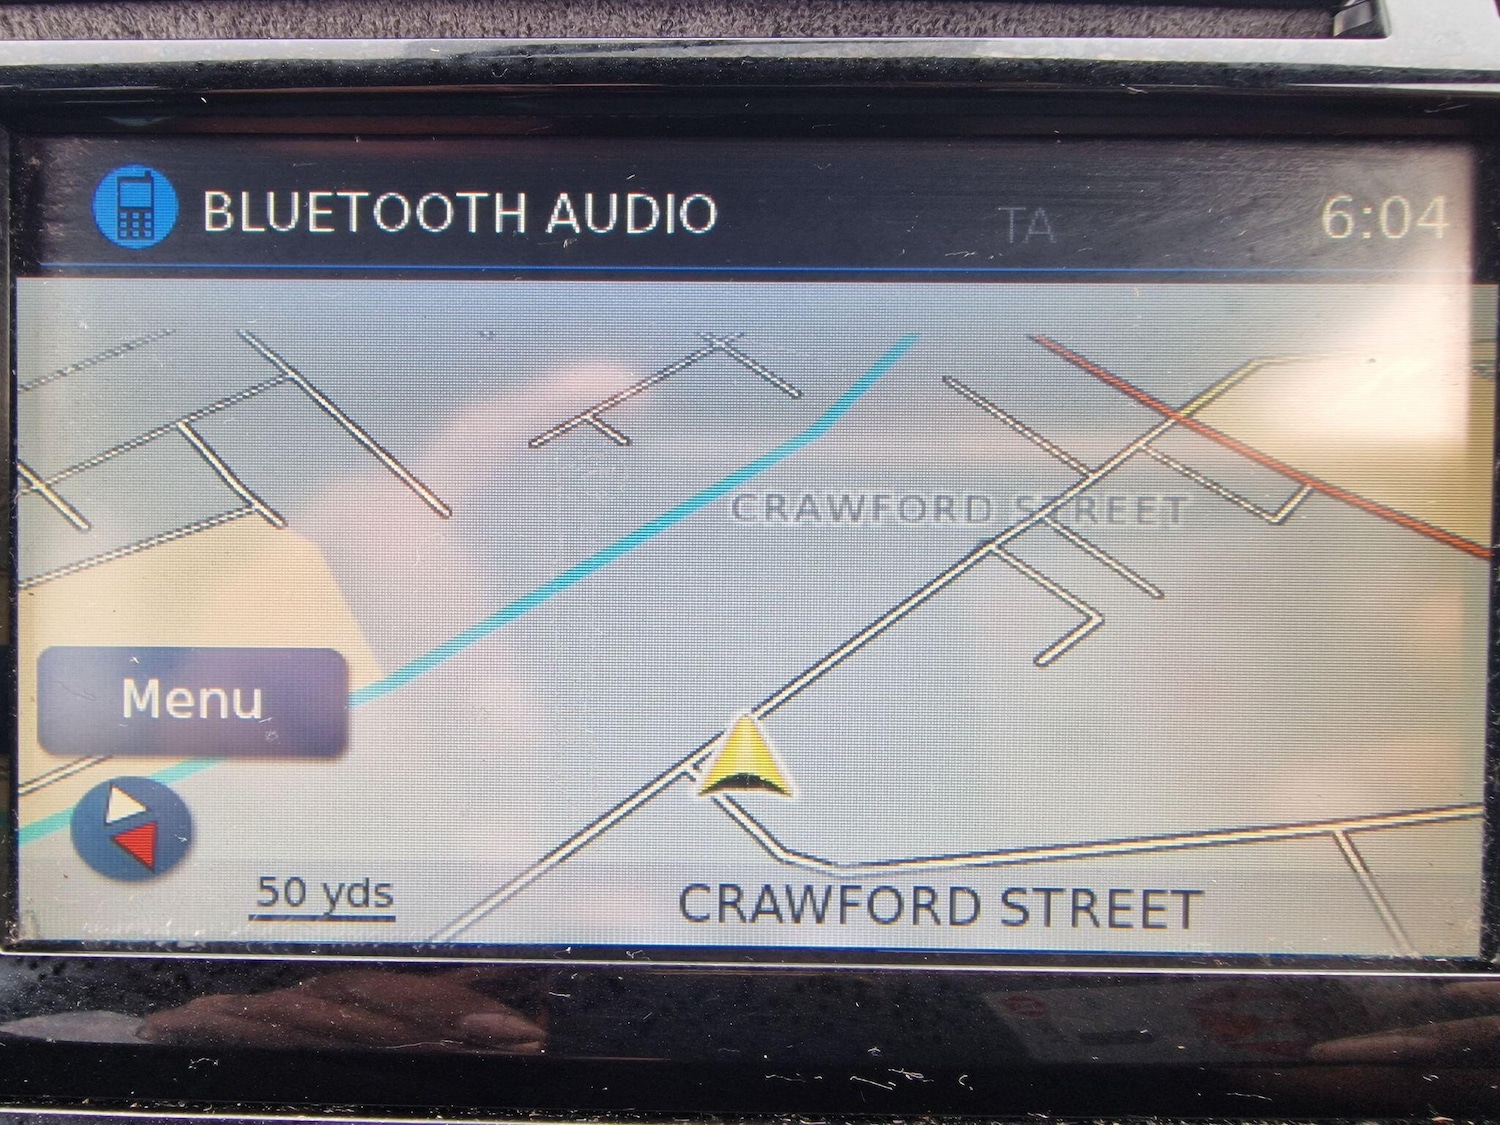 BLUETOOTH AUDIO
TA
6:04
CRAWFORD STREET
Menu
50 yds
CRAWFORD STREET